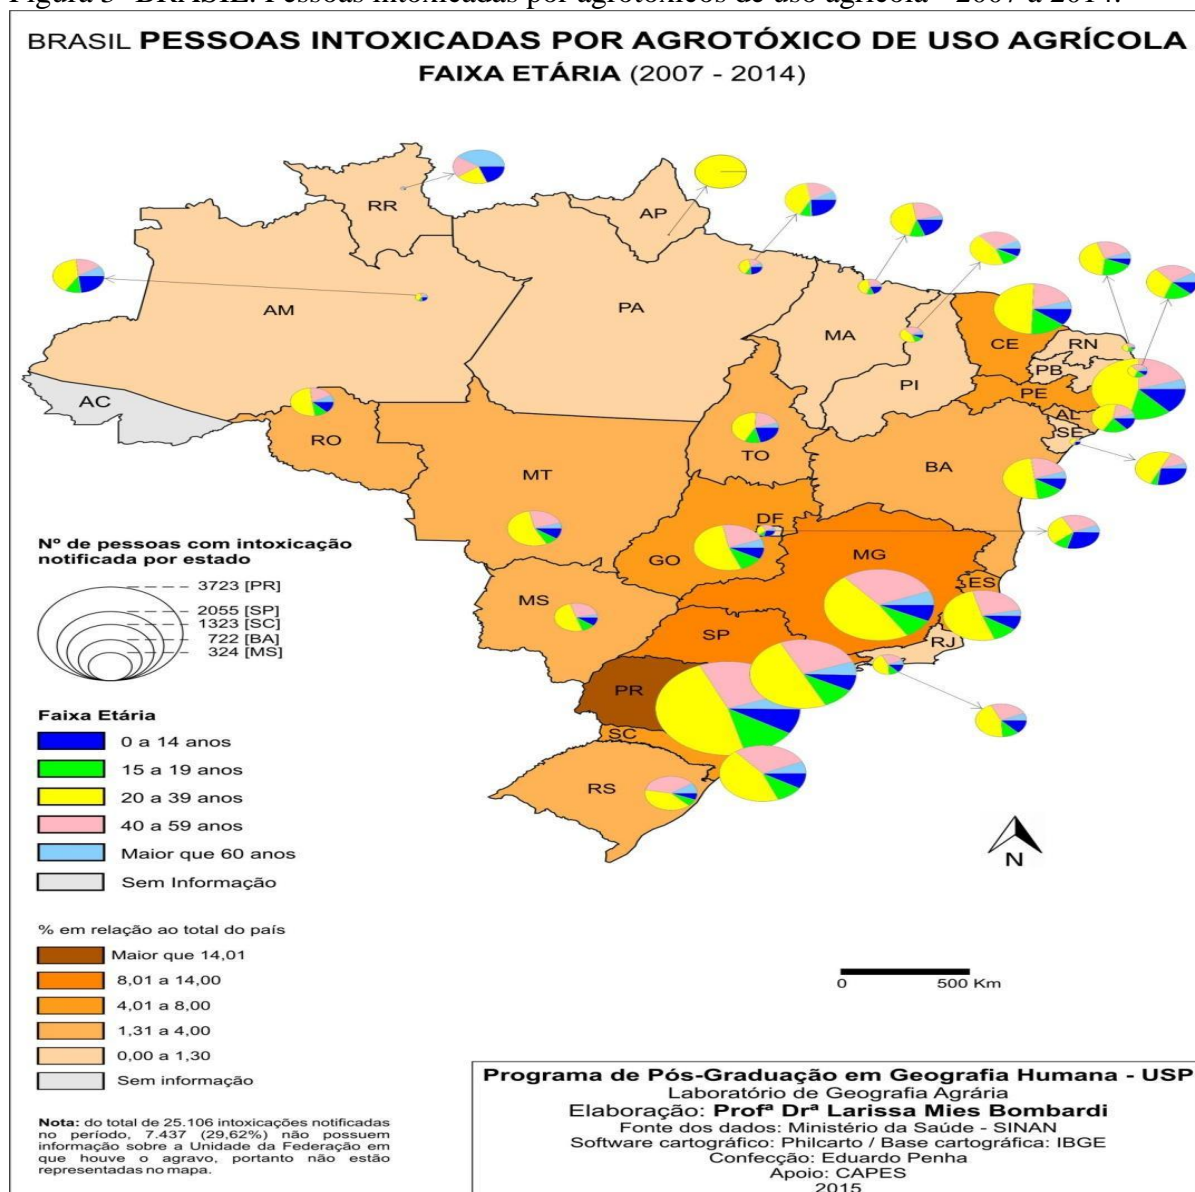 Figura 3- BRASIL: Pessoas intoxicadas por agrotóxicos de uso agrícola – 2007 a 2014.
BRASIL PESSOAS INTOXICADAS POR AGROTÓXICO DE USO AGRÍCOLA
FAIXA ETÁRIA (2007 - 2014)
RR
AP
AM
PA
MA
CE
RN
PB
PI
PE
AC
AL
SE
RO
TO
BA
MT
DF
GO
MG
ES
MS
SP
RJ
PR
SC
RS
Nº de pessoas com intoxicação
notificada por estado
3723 [PR]
2055 [SP]
1323 [SC]
722 [BA]
324 [MS]
Faixa Etária
0 a 14 anos
15 a 19 anos
20 a 39 anos
40 a 59 anos
Maior que 60 anos
Sem Informação
% em relação ao total do país
Maior que 14,01
8,01 a 14,00
4,01 a 8,00
1,31 a 4,00
0,00 a 1,30
Sem informação
N
0 500 Km
Nota: do total de 25.106 intoxicações notificadas
no período, 7.437 (29,62%) não possuem
informação sobre a Unidade da Federação em
que houve o agravo, portanto não estão
representadas no mapa.
Programa de Pós-Graduação em Geografia Humana - USP
Laboratório de Geografia Agrária
Elaboração: Profª Drª Larissa Mies Bombardi
Fonte dos dados: Ministério da Saúde - SINAN
Software cartográfico: Philcarto / Base cartográfica: IBGE
Confecção: Eduardo Penha
Apoio: CAPES
2015